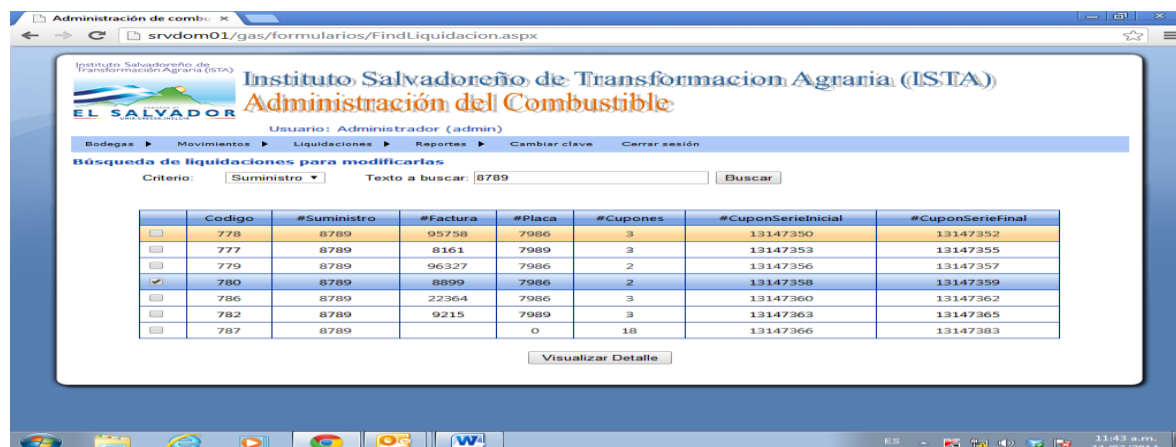 Administración de combu
srvdom01/gas/formularios/FindLiquidacion.aspx
Instituto Salvadoreño de
Transformación Agraria (ISTA)
Instituto Salvadoreño de Transformacion Agraria (ISTA)
EL SALVADOR
UNIR, CRECER, INCLUIR
Administración del Combustible
Usuario: Administrador (admin)
Bodegas Movimientos Liquidaciones Reportes Cambiar clave Cerrar sesión
Búsqueda de liquidaciones para modificarlas
Criterio: Suministro Texto a buscar: 8789 Buscar
Codigo #Suministro #Factura #Placa #Cupones #CuponSerieInicial #CuponSerieFinal
778 8789 95758 7986 3 13147350 13147352
777 8789 8161 7989 3 13147353 13147355
779 8789 96327 7986 2 13147356 13147357
780 8789 8899 7986 2 13147358 13147359
786 8789 22364 7986 3 13147360 13147362
782 8789 9215 7989 3 13147363 13147365
787 8789 0 18 13147366 13147383
Visualizar Detalle
ES 11:43 a.m.